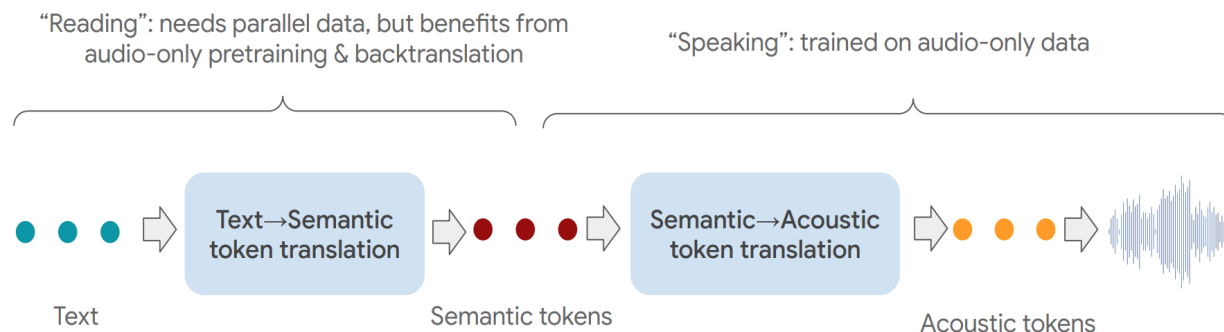 “Reading”: needs parallel data, but benefits from
audio-only pretraining & backtranslation
“Speaking”: trained on audio-only data
Text→Semantic
token translation
Semantic→Acoustic
token translation
Text
Semantic tokens
Acoustic tokens